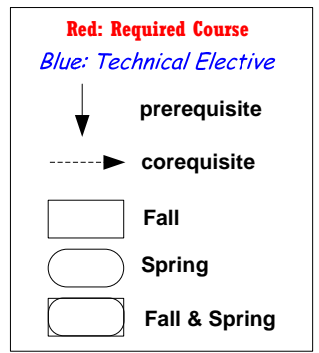 Red: Required Course
Blue: Technical Elective
prerequisite
corequisite
Fall
Spring
Fall & Spring